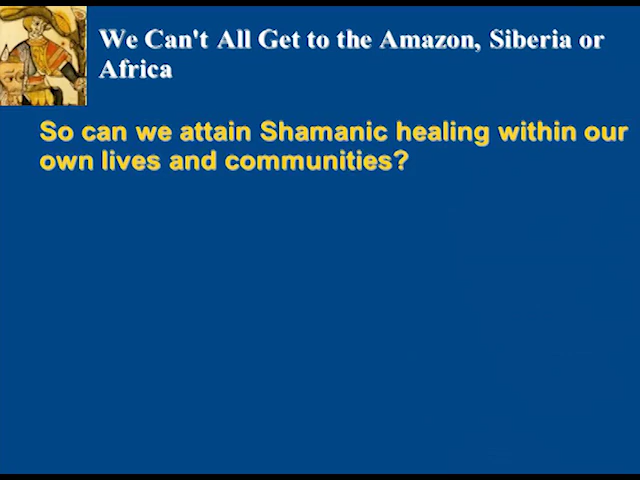 We Can't All Get to the Amazon, Siberia or
Africa
So can we attain Shamanic healing within our
own lives and communities?